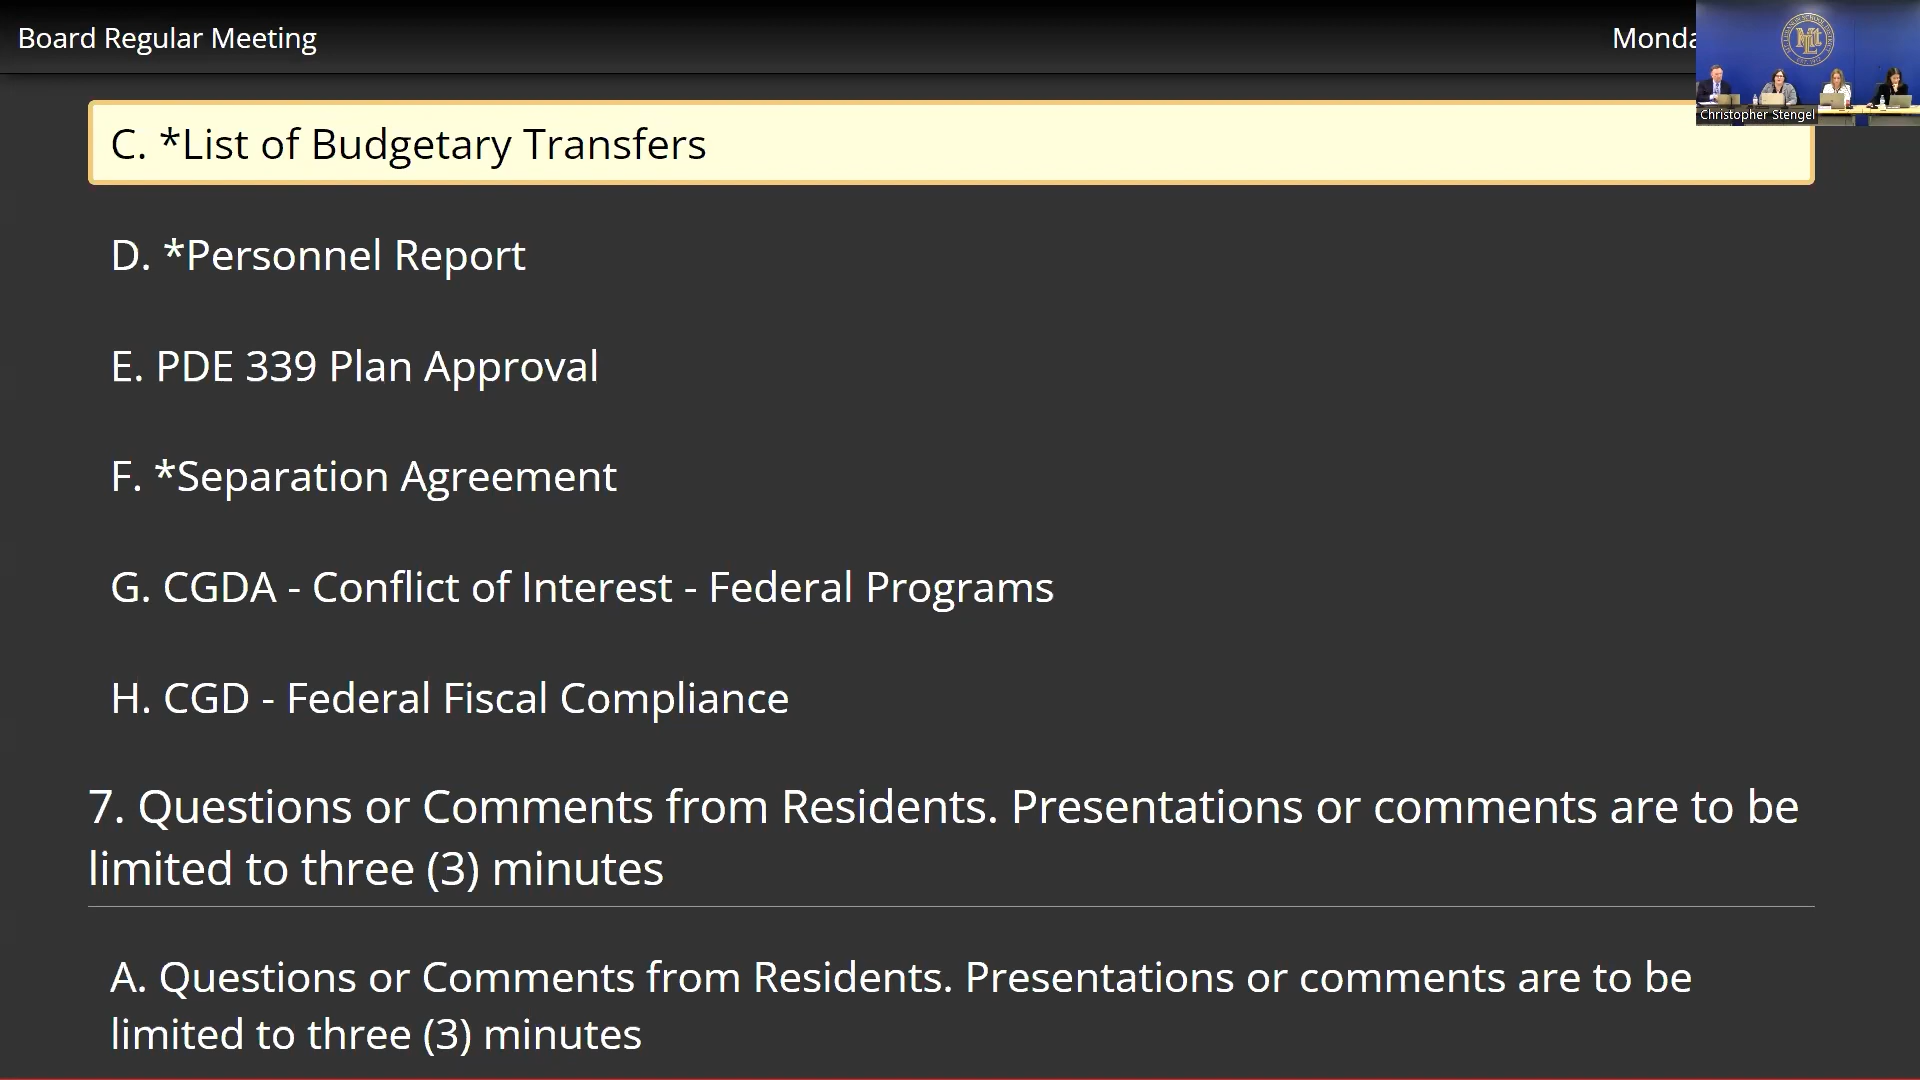 Board Regular Meeting
Monda
Christopher Stengel
C. *List of Budgetary Transfers
D. *Personnel Report
E. PDE 339 Plan Approval
F. *Separation Agreement
G. CGDA - Conflict of Interest - Federal Programs
H. CGD - Federal Fiscal Compliance
7. Questions or Comments from Residents. Presentations or comments are to be
limited to three (3) minutes
A. Questions or Comments from Residents. Presentations or comments are to be
limited to three (3) minutes